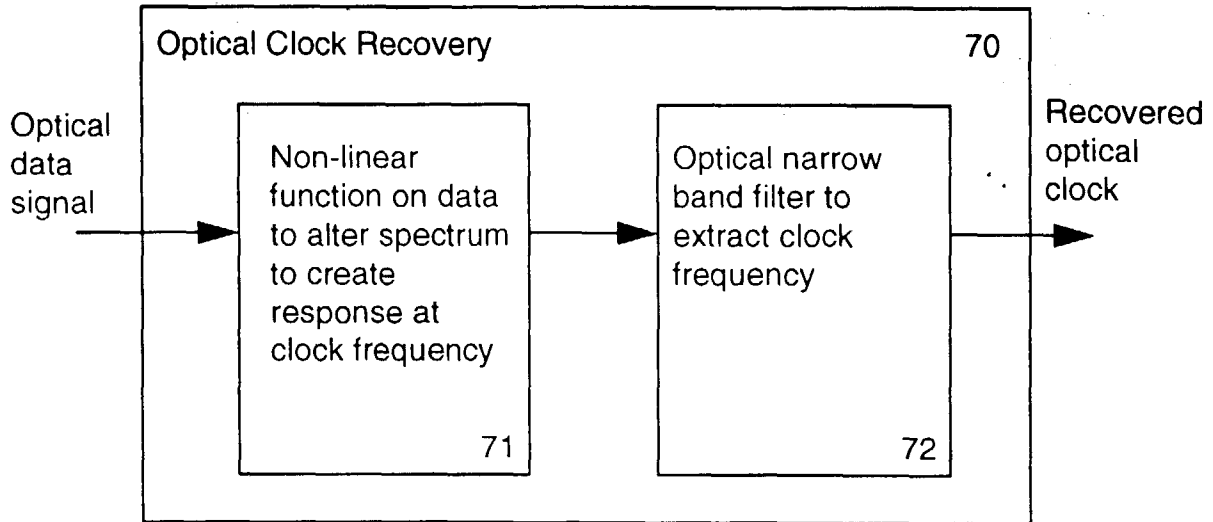 Optical Clock Recovery
70
Optical
data
signal
Non-linear
function on data
to alter spectrum
to create
response at
clock frequency
71
Optical narrow
band filter to
extract clock
frequency
72
Recovered
optical
clock